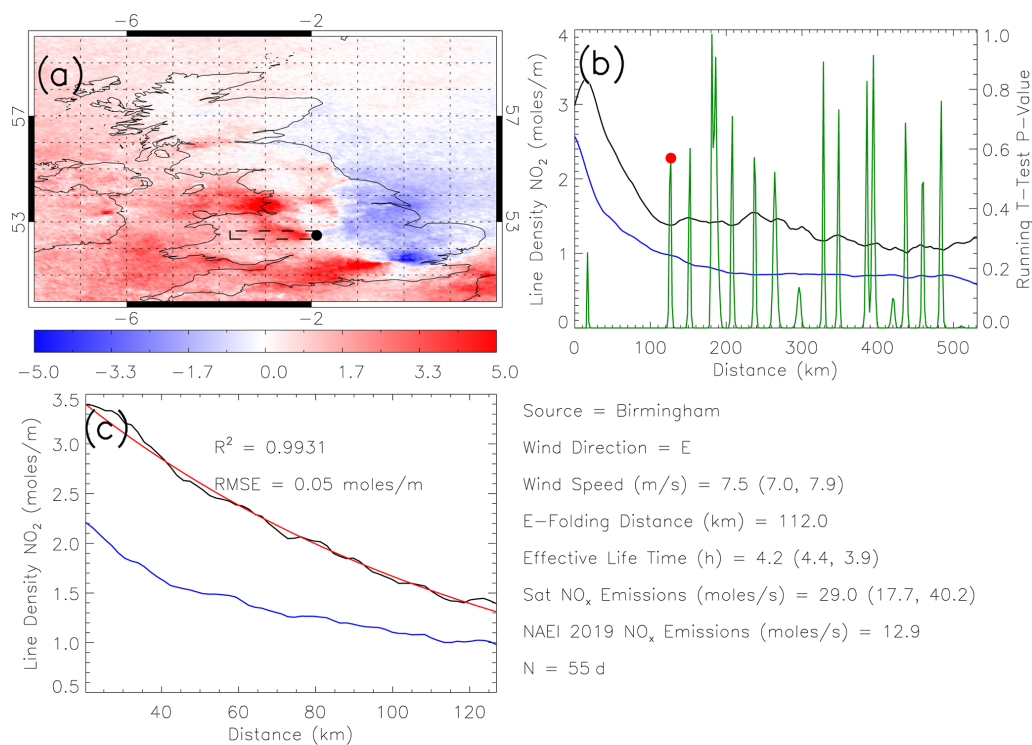 −6 −2
(a)
57 57
53 53
−6 −2
−5.0 −3.3 −1.7 0.0 1.7 3.3 5.0
(b)
4
3
2
1
0
Line Density NO₂ (moles/m)
1.0
0.8
0.6
0.4
0.2
0.0
Running T−Test P−Value
0 100 200 300 400 500
Distance (km)
(c)
3.5
3.0
2.5
2.0
1.5
1.0
0.5
Line Density NO₂ (moles/m)
R² = 0.9931
RMSE = 0.05 moles/m
40 60 80 100 120
Distance (km)
Source = Birmingham
Wind Direction = E
Wind Speed (m/s) = 7.5 (7.0, 7.9)
E−Folding Distance (km) = 112.0
Effective Life Time (h) = 4.2 (4.4, 3.9)
Sat NOₓ Emissions (moles/s) = 29.0 (17.7, 40.2)
NAEI 2019 NOₓ Emissions (moles/s) = 12.9
N = 55 d